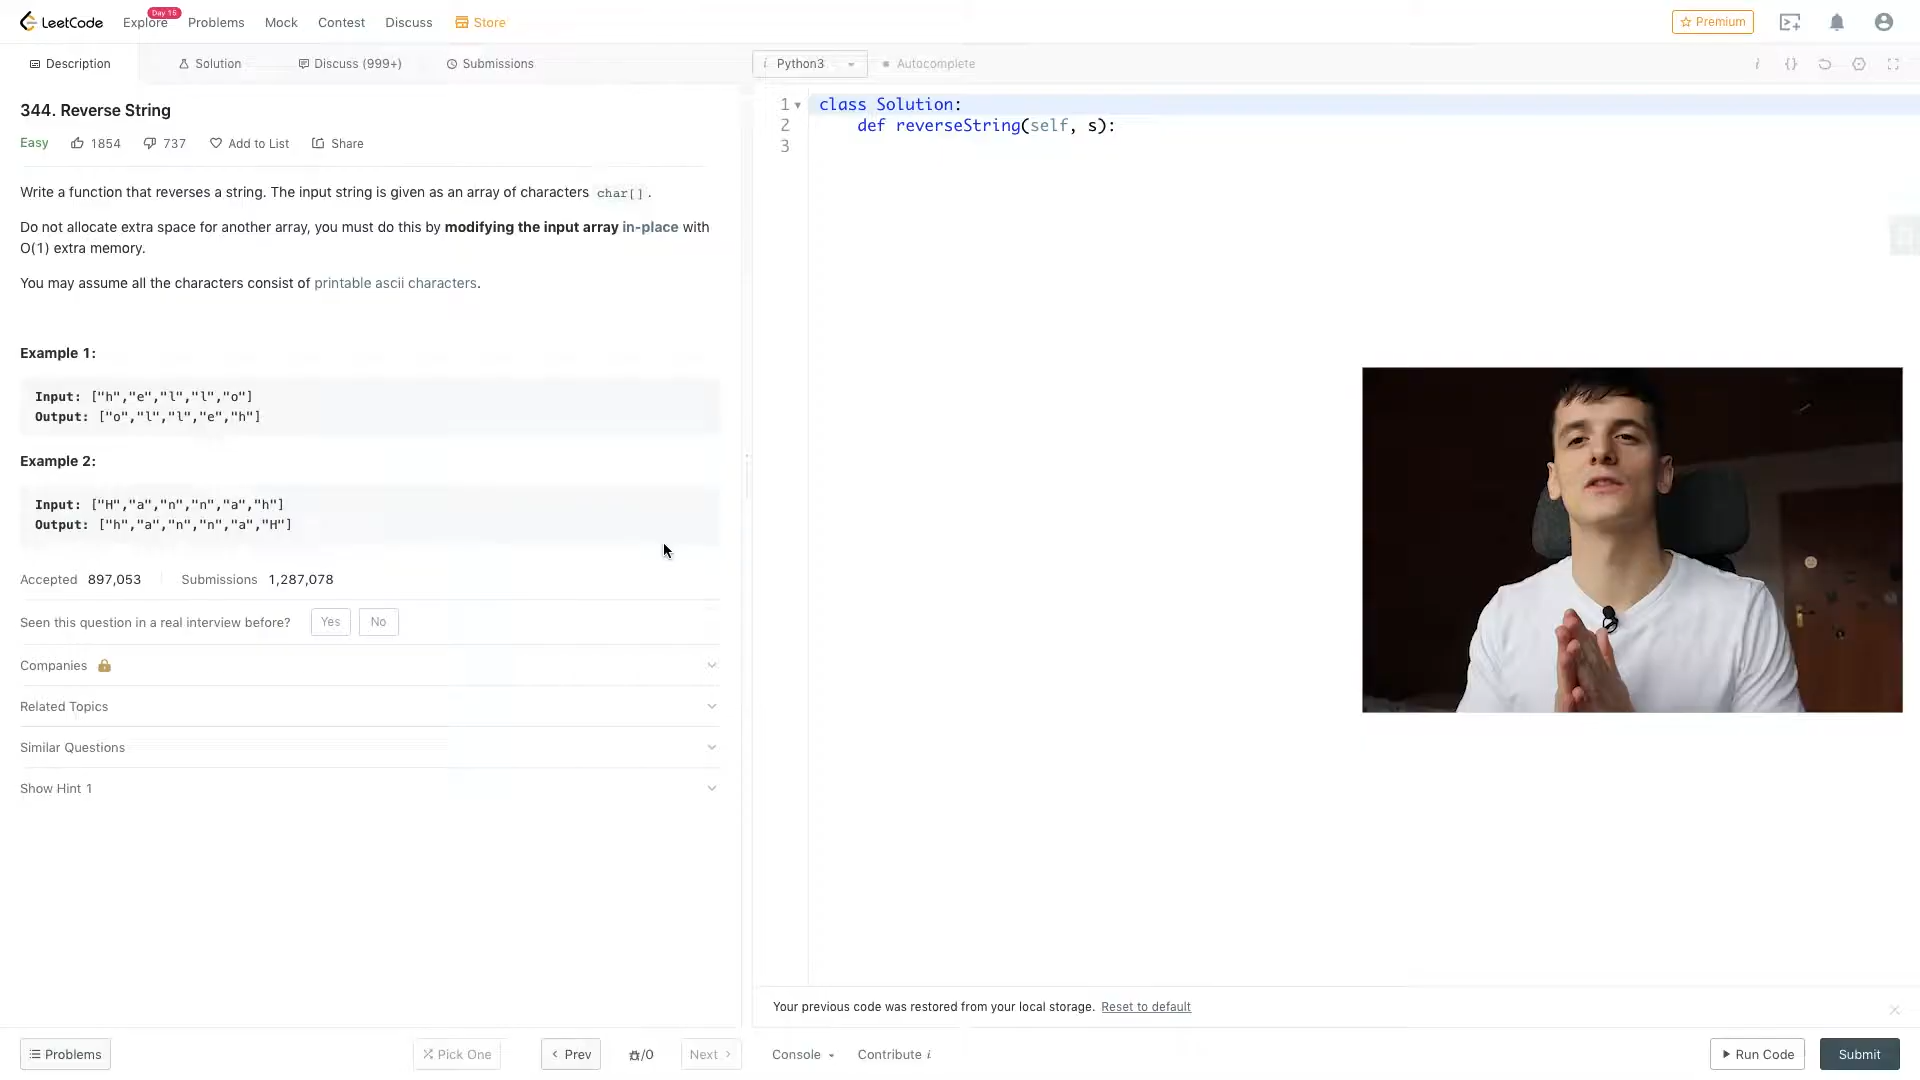 LeetCode
Explore
Day 15
Problems
Mock
Contest
Discuss
Store
Premium
Description
Solution
Discuss (999+)
Submissions
Python3
Autocomplete
344. Reverse String
Easy
1854
737
Add to List
Share
Write a function that reverses a string. The input string is given as an array of characters char[].
Do not allocate extra space for another array, you must do this by modifying the input array in-place with
O(1) extra memory.
You may assume all the characters consist of printable ascii characters.
Example 1:
Input: ["h","e","l","l","o"]
Output: ["o","l","l","e","h"]
Example 2:
Input: ["H","a","n","n","a","h"]
Output: ["h","a","n","n","a","H"]
Accepted 897,053
Submissions 1,287,078
Seen this question in a real interview before?
Yes
No
Companies
Related Topics
Similar Questions
Show Hint 1
1 class Solution:
2 def reverseString(self, s):
3
Your previous code was restored from your local storage. Reset to default
Problems
Pick One
Prev
/0
Next
Console
Contribute i
Run Code
Submit